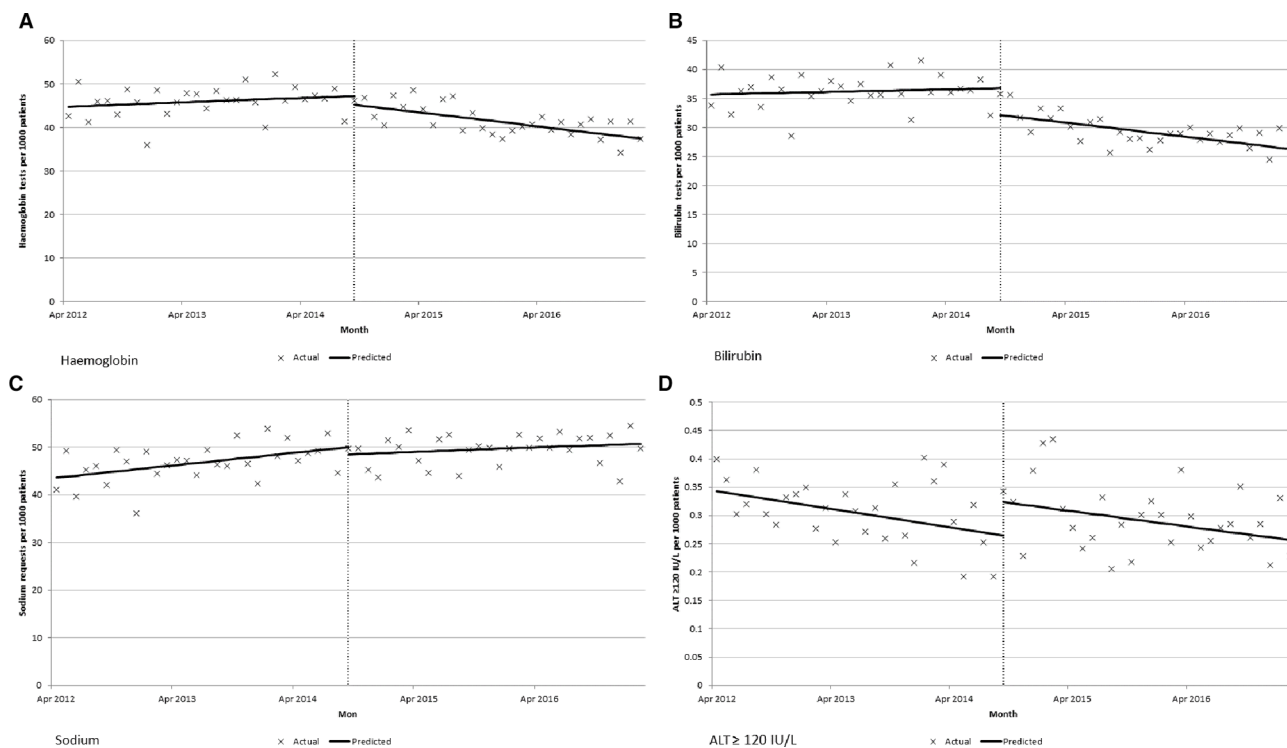 A
60
50
40
30
20
10
0
Haemoglobin tests per 1000 patients
Apr 2012 Apr 2013 Apr 2014 Apr 2015 Apr 2016
Month
Haemoglobin × Actual Predicted
B
45
40
35
30
25
20
15
10
5
0
Bilirubin tests per 1000 patients
Apr 2012 Apr 2013 Apr 2014 Apr 2015 Apr 2016
Month
Bilirubin × Actual Predicted
C
60
50
40
30
20
10
0
Sodium requests per 1000 patients
Apr 2012 Apr 2013 Apr 2014 Apr 2015 Apr 2016
Mon
Sodium × Actual Predicted
D
0.5
0.45
0.4
0.35
0.3
0.25
0.2
0.15
0.1
0.05
0
ALT ≥120 IU/L per 1000 patients
Apr 2012 Apr 2013 Apr 2014 Apr 2015 Apr 2016
Month
ALT ≥ 120 IU/L × Actual Predicted